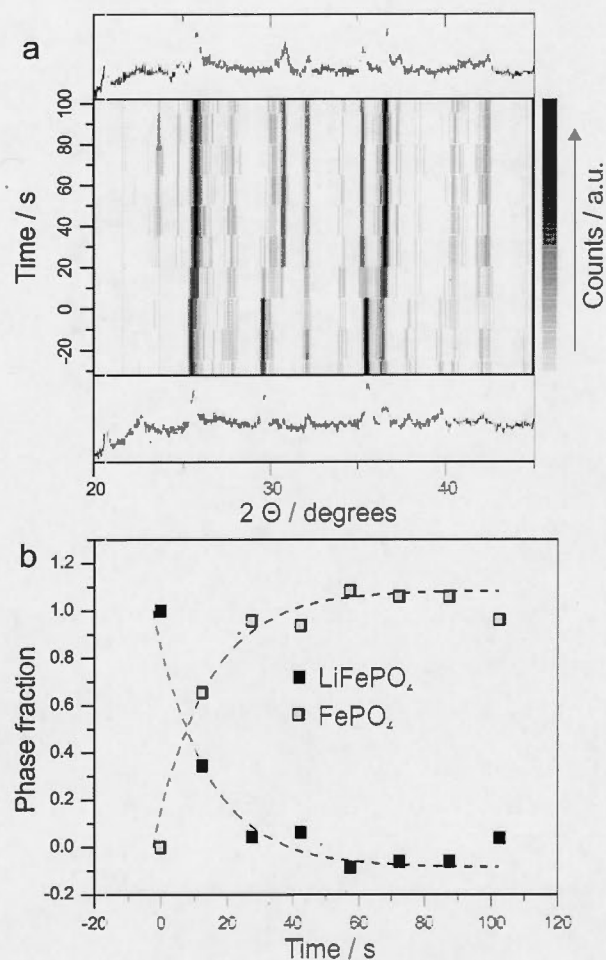 a
100
80
60
40
20
0
-20
Time / s
Counts / a.u.
20
30
40
2 Θ / degrees
b
1.2
1.0
0.8
0.6
0.4
0.2
0.0
-0.2
Phase fraction
LiFePO₄
FePO₄
-20
0
20
40
60
80
100
120
Time / s